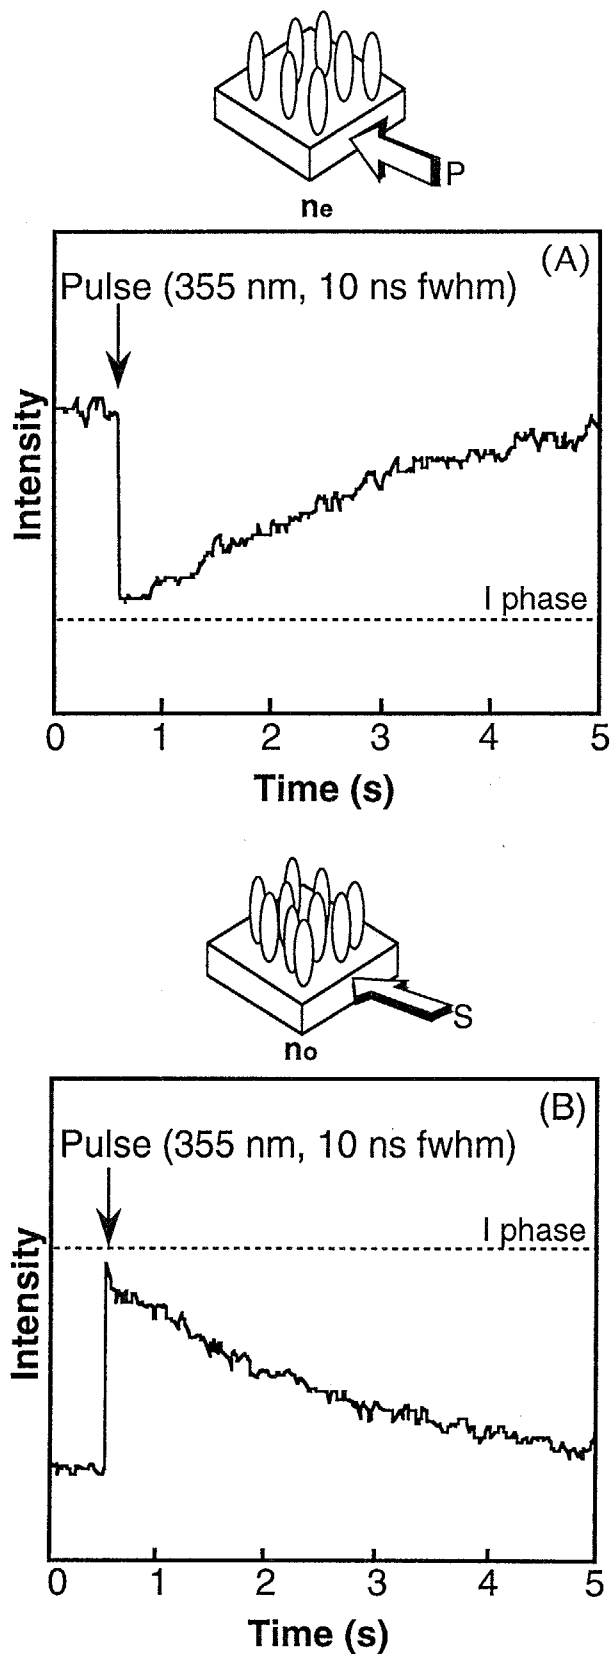 P
ne
(A)
Pulse (355 nm, 10 ns fwhm)
Intensity
I phase
0 1 2 3 4 5
Time (s)
S
no
(B)
Pulse (355 nm, 10 ns fwhm)
I phase
Intensity
0 1 2 3 4 5
Time (s)